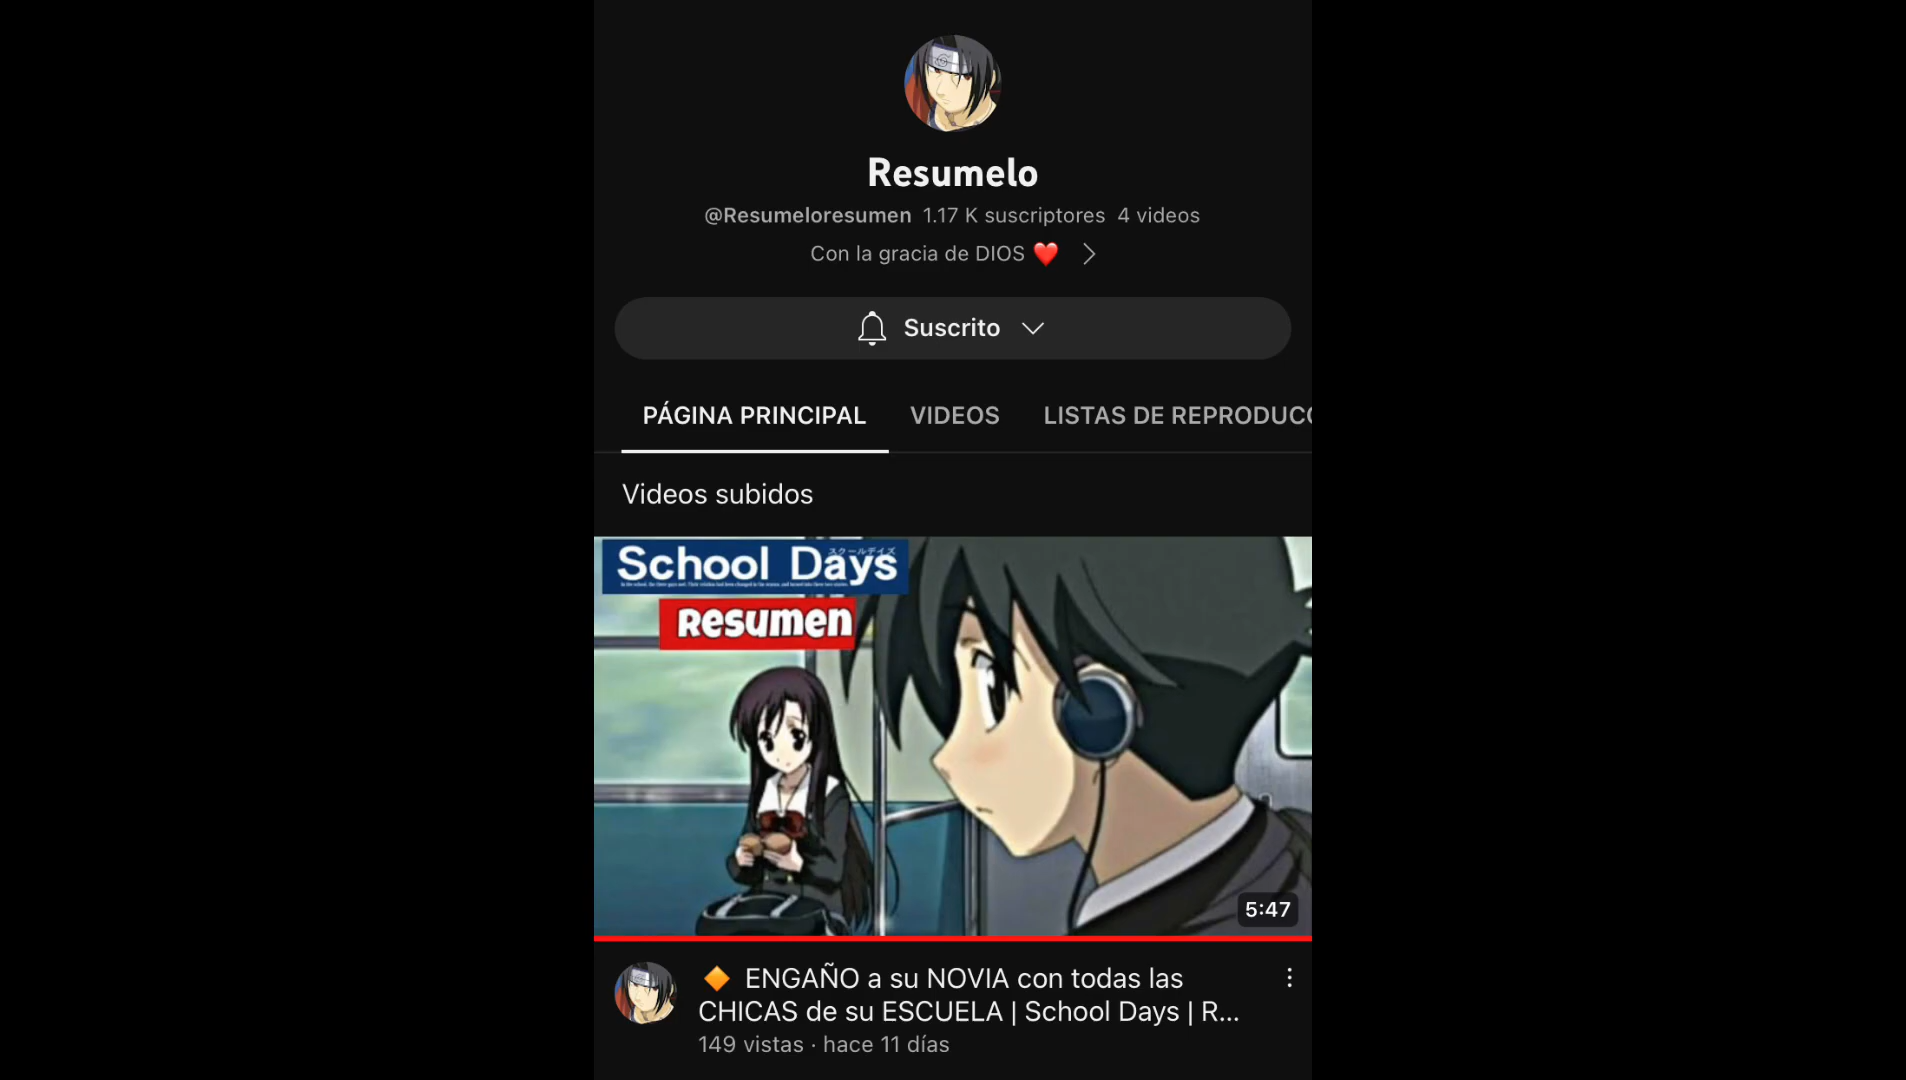 Resumelo
@Resumeloresumen 1.17 K suscriptores 4 videos
Con la gracia de DIOS ❤️
Suscrito
PÁGINA PRINCIPAL VIDEOS LISTAS DE REPRODUCC
Videos subidos
スクールデイズ
School Days
Resumen
5:47
🔶 ENGAÑO a su NOVIA con todas las
CHICAS de su ESCUELA | School Days | R...
149 vistas · hace 11 días